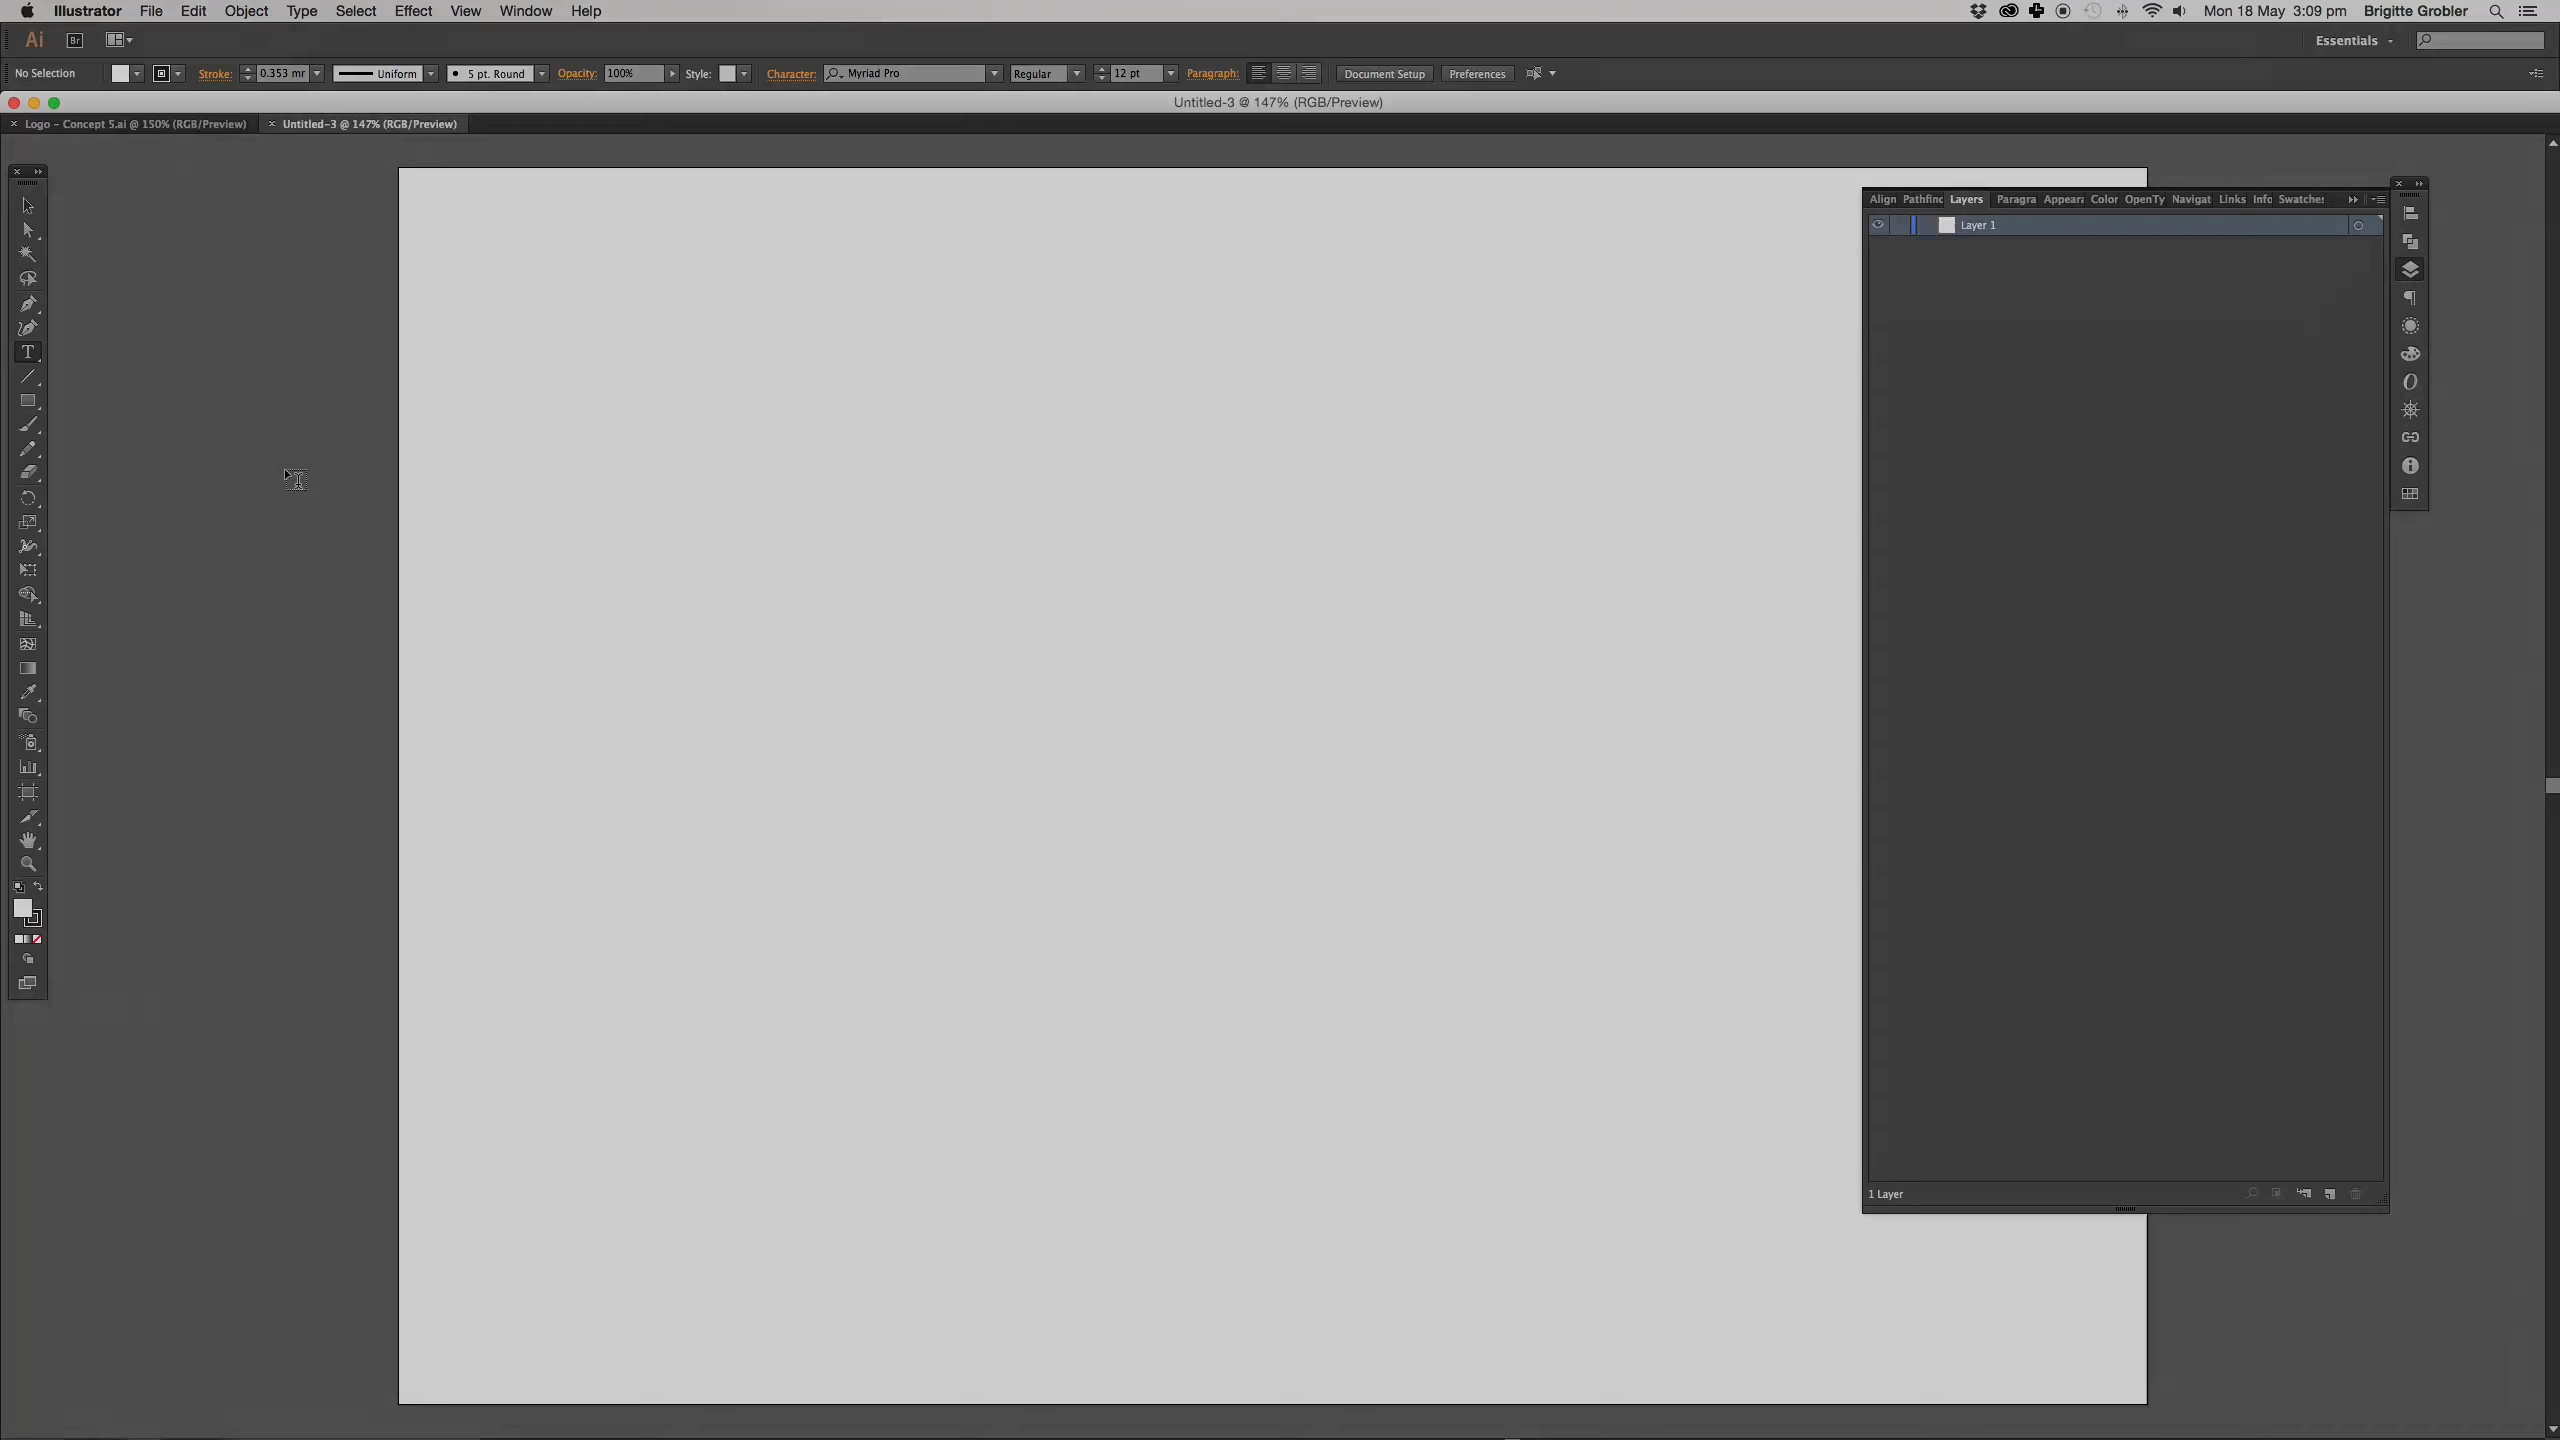 Illustrator File Edit Object Type Select Effect View Window Help Mon 18 May 3:09 pm Brigitte Grobler
Ai Br Essentials
No Selection Stroke: 0.353 mr Uniform 5 pt. Round Opacity: 100% Style: Character: Myriad Pro Regular 12 pt Paragraph: Document Setup Preferences
Untitled-3 @ 147% (RGB/Preview)
Logo - Concept 5.ai @ 150% (RGB/Preview) Untitled-3 @ 147% (RGB/Preview)
Align Pathfinc Layers Paragra Appeara Color OpenTy Navigat Links Info Swatches
Layer 1
1 Layer